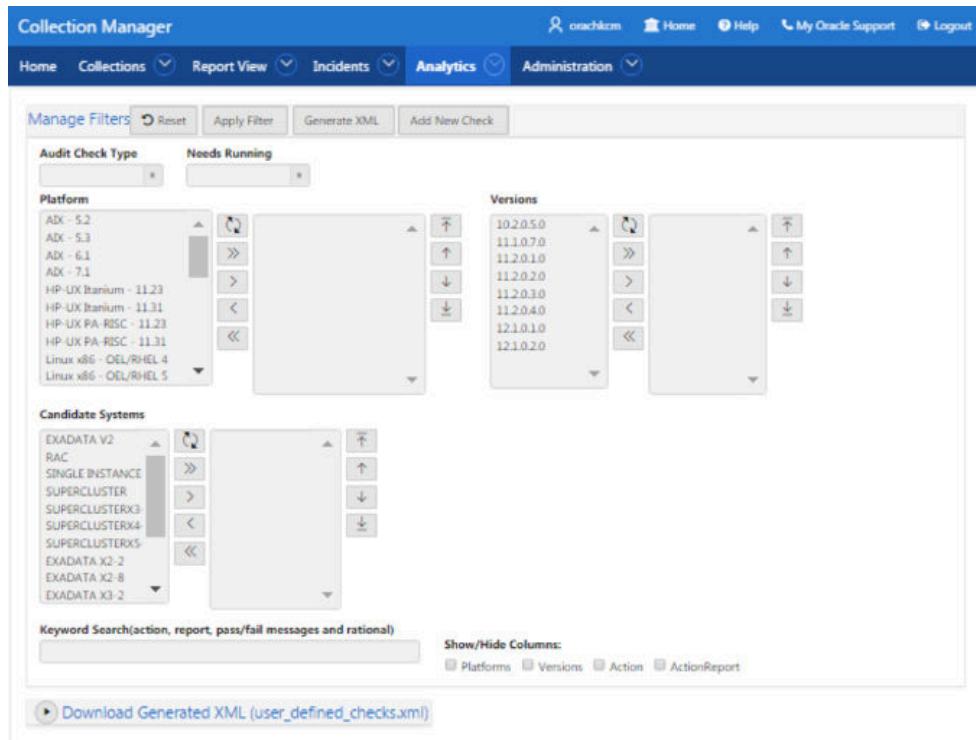 Collection Manager
orachkcm Home Help My Oracle Support Logout
Home Collections Report View Incidents Analytics Administration
Manage Filters Reset Apply Filter Generate XML Add New Check
Audit Check Type Needs Running
Platform
AIX - 5.2
AIX - 5.3
AIX - 6.1
AIX - 7.1
HP-UX Itanium - 11.23
HP-UX Itanium - 11.31
HP-UX PA-RISC - 11.23
HP-UX PA-RISC - 11.31
Linux x86 - OEL/RHEL 4
Linux x86 - OEL/RHEL 5
Versions
10.2.0.5.0
11.1.0.7.0
11.2.0.1.0
11.2.0.2.0
11.2.0.3.0
11.2.0.4.0
12.1.0.1.0
12.1.0.2.0
Candidate Systems
EXADATA V2
RAC
SINGLE INSTANCE
SUPERCLUSTER
SUPERCLUSTERX3-
SUPERCLUSTERX4-
SUPERCLUSTERX5-
EXADATA X2-2
EXADATA X2-8
EXADATA X3-2
Keyword Search(action, report, pass/fail messages and rational)
Show/Hide Columns:
Platforms Versions Action ActionReport
Download Generated XML (user_defined_checks.xml)